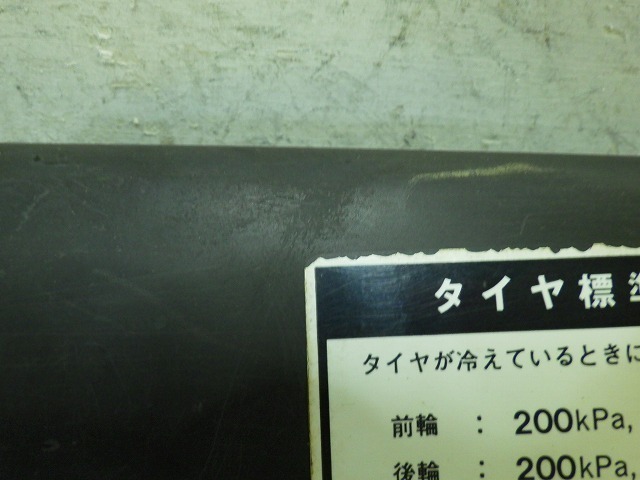 タイヤ標準
タイヤが冷えているときに
前輪 : 200kPa,
後輪 : 200kPa,